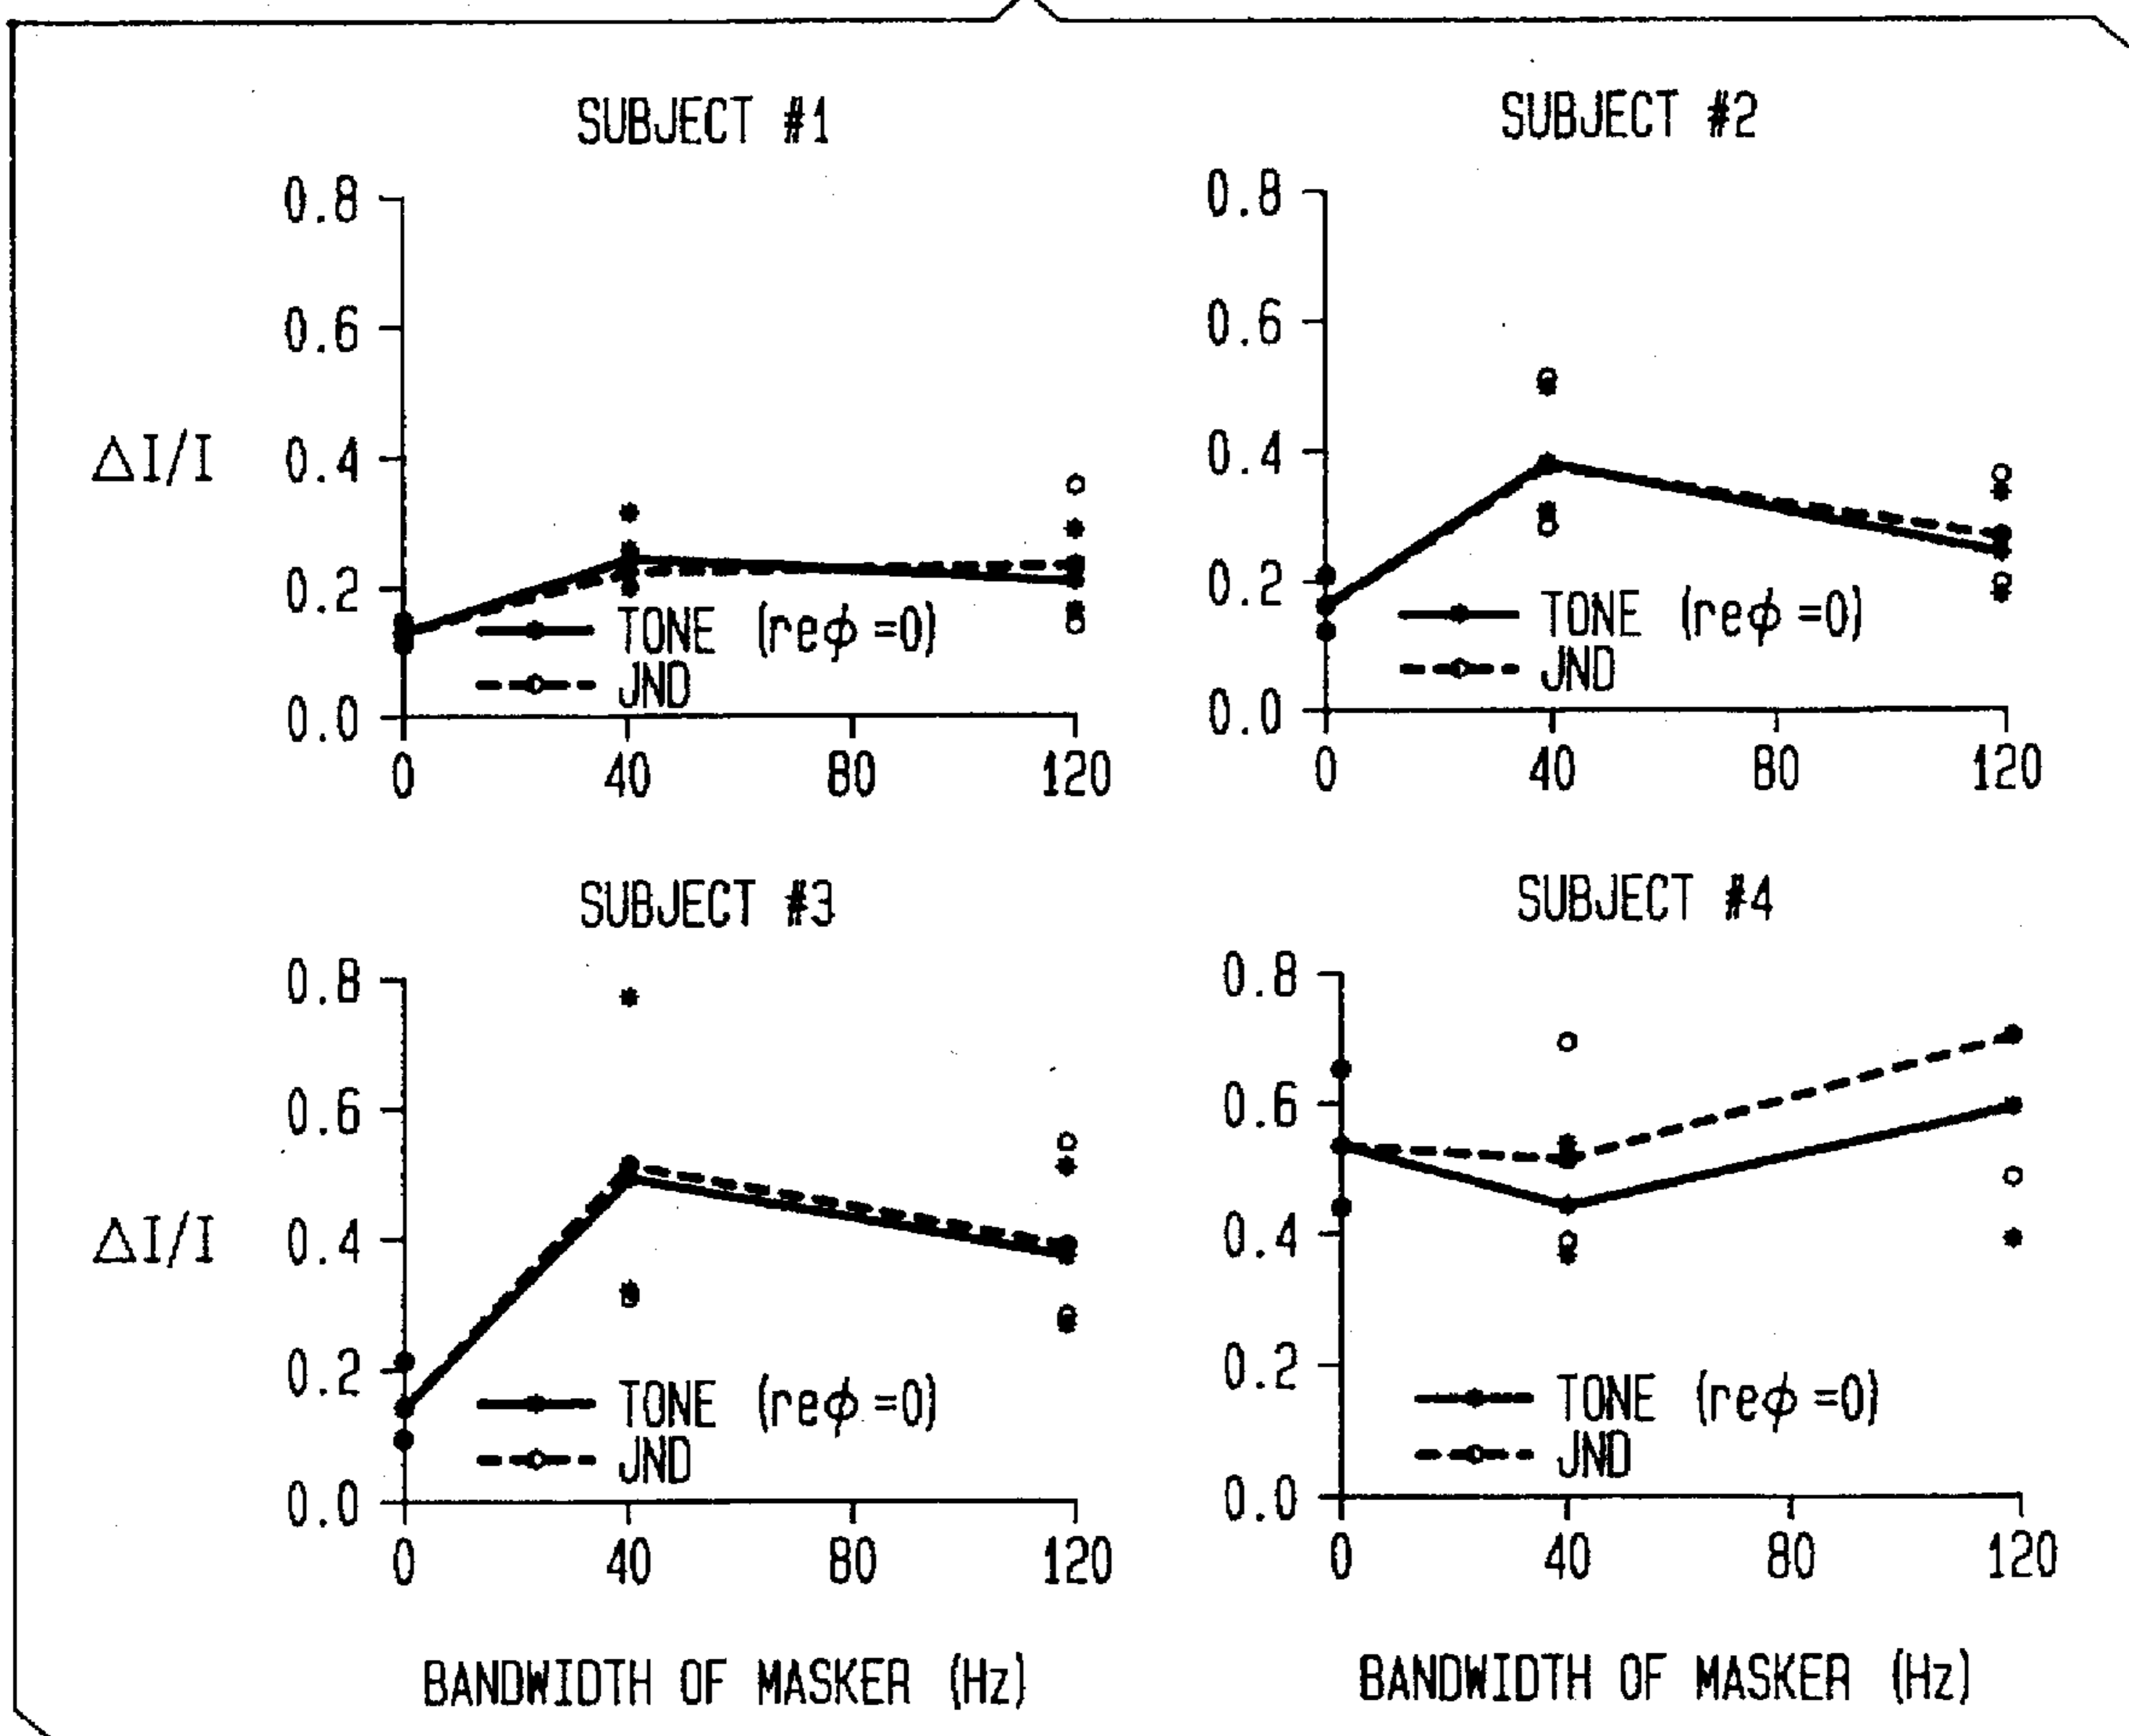 SUBJECT #1
0.8
0.6
ΔI/I 0.4
0.2
TONE (reϕ =0)
JND
0.0
0 40 80 120
SUBJECT #2
0.8
0.6
0.4
0.2
TONE (reϕ =0)
JND
0.0
0 40 80 120
SUBJECT #3
0.8
0.6
ΔI/I 0.4
0.2
TONE (reϕ =0)
JND
0.0
0 40 80 120
BANDWIDTH OF MASKER (Hz)
SUBJECT #4
0.8
0.6
0.4
0.2
TONE (reϕ =0)
JND
0.0
0 40 80 120
BANDWIDTH OF MASKER (Hz)